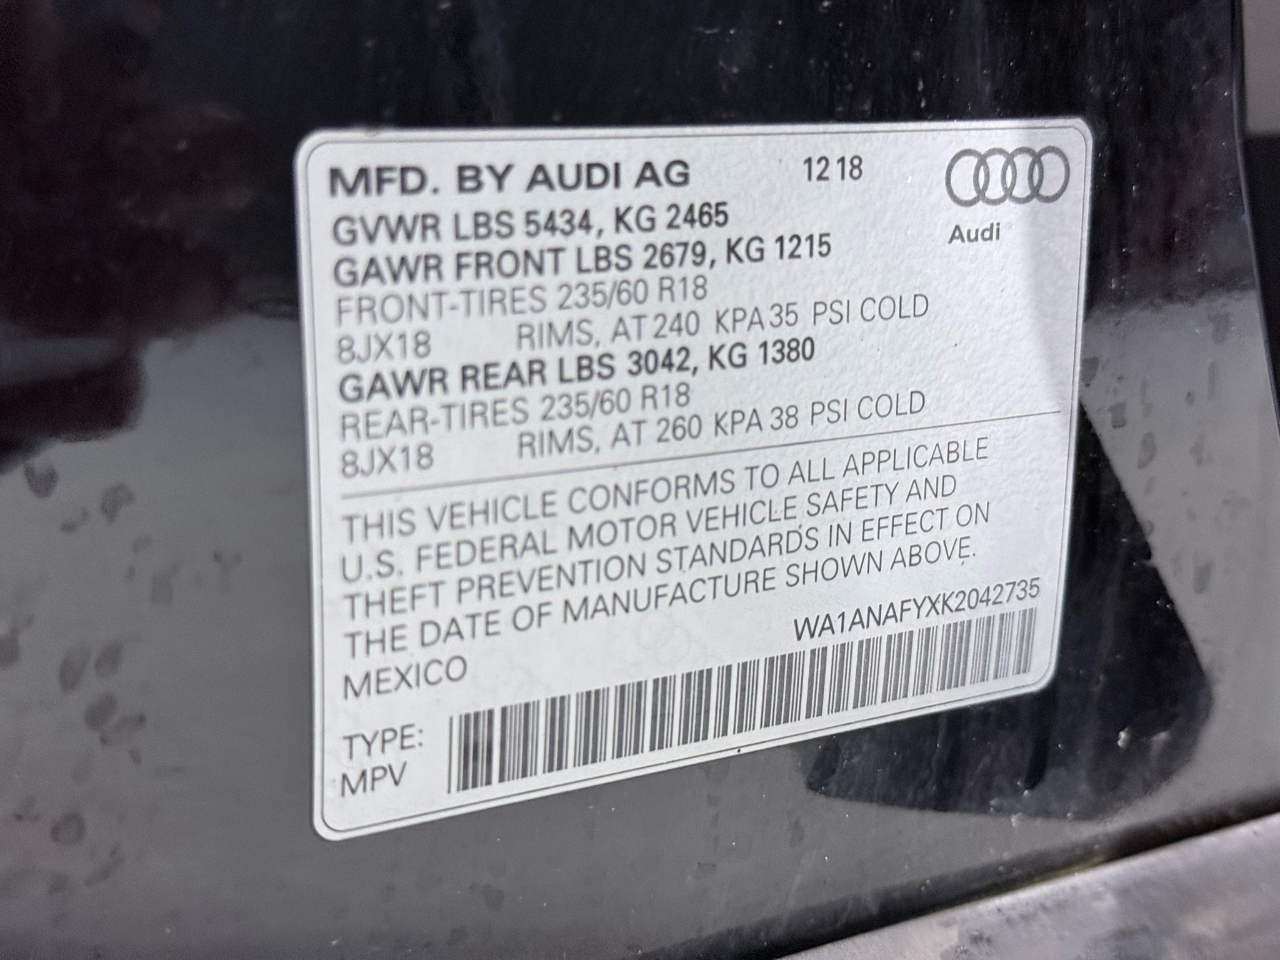 MFD. BY AUDI AG 12 18
Audi
GVWR LBS 5434, KG 2465
GAWR FRONT LBS 2679, KG 1215
FRONT-TIRES 235/60 R18
8JX18 RIMS, AT 240 KPA 35 PSI COLD
GAWR REAR LBS 3042, KG 1380
REAR-TIRES 235/60 R18
8JX18 RIMS, AT 260 KPA 38 PSI COLD
THIS VEHICLE CONFORMS TO ALL APPLICABLE
U.S. FEDERAL MOTOR VEHICLE SAFETY AND
THEFT PREVENTION STANDARDS IN EFFECT ON
THE DATE OF MANUFACTURE SHOWN ABOVE.
WA1ANAFYXK2042735
MEXICO
TYPE:
MPV